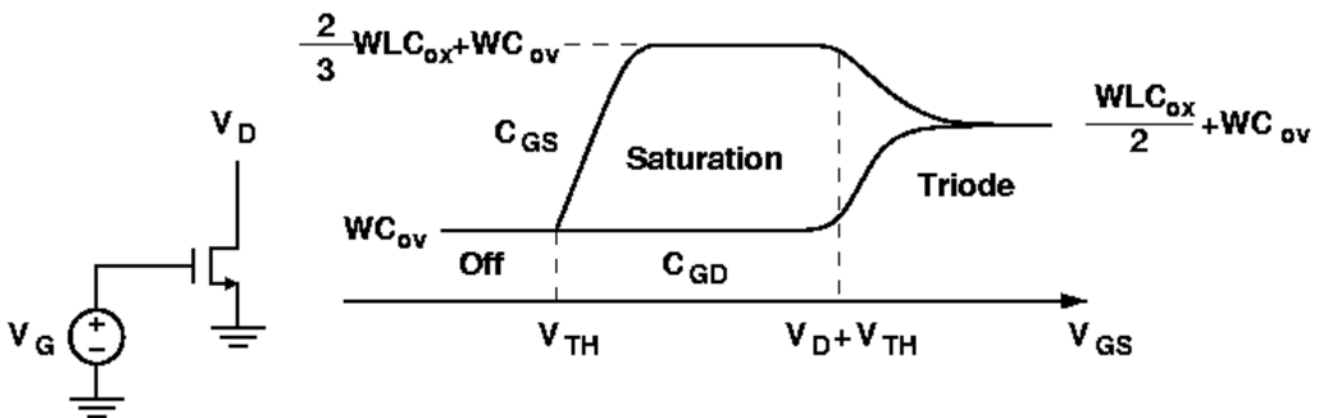 2/3 WLCox+WCov
VD
CGS
Saturation
WLCox/2 +WCov
Triode
WCov
Off
CGD
VG
+
−
VTH
VD+VTH
VGS